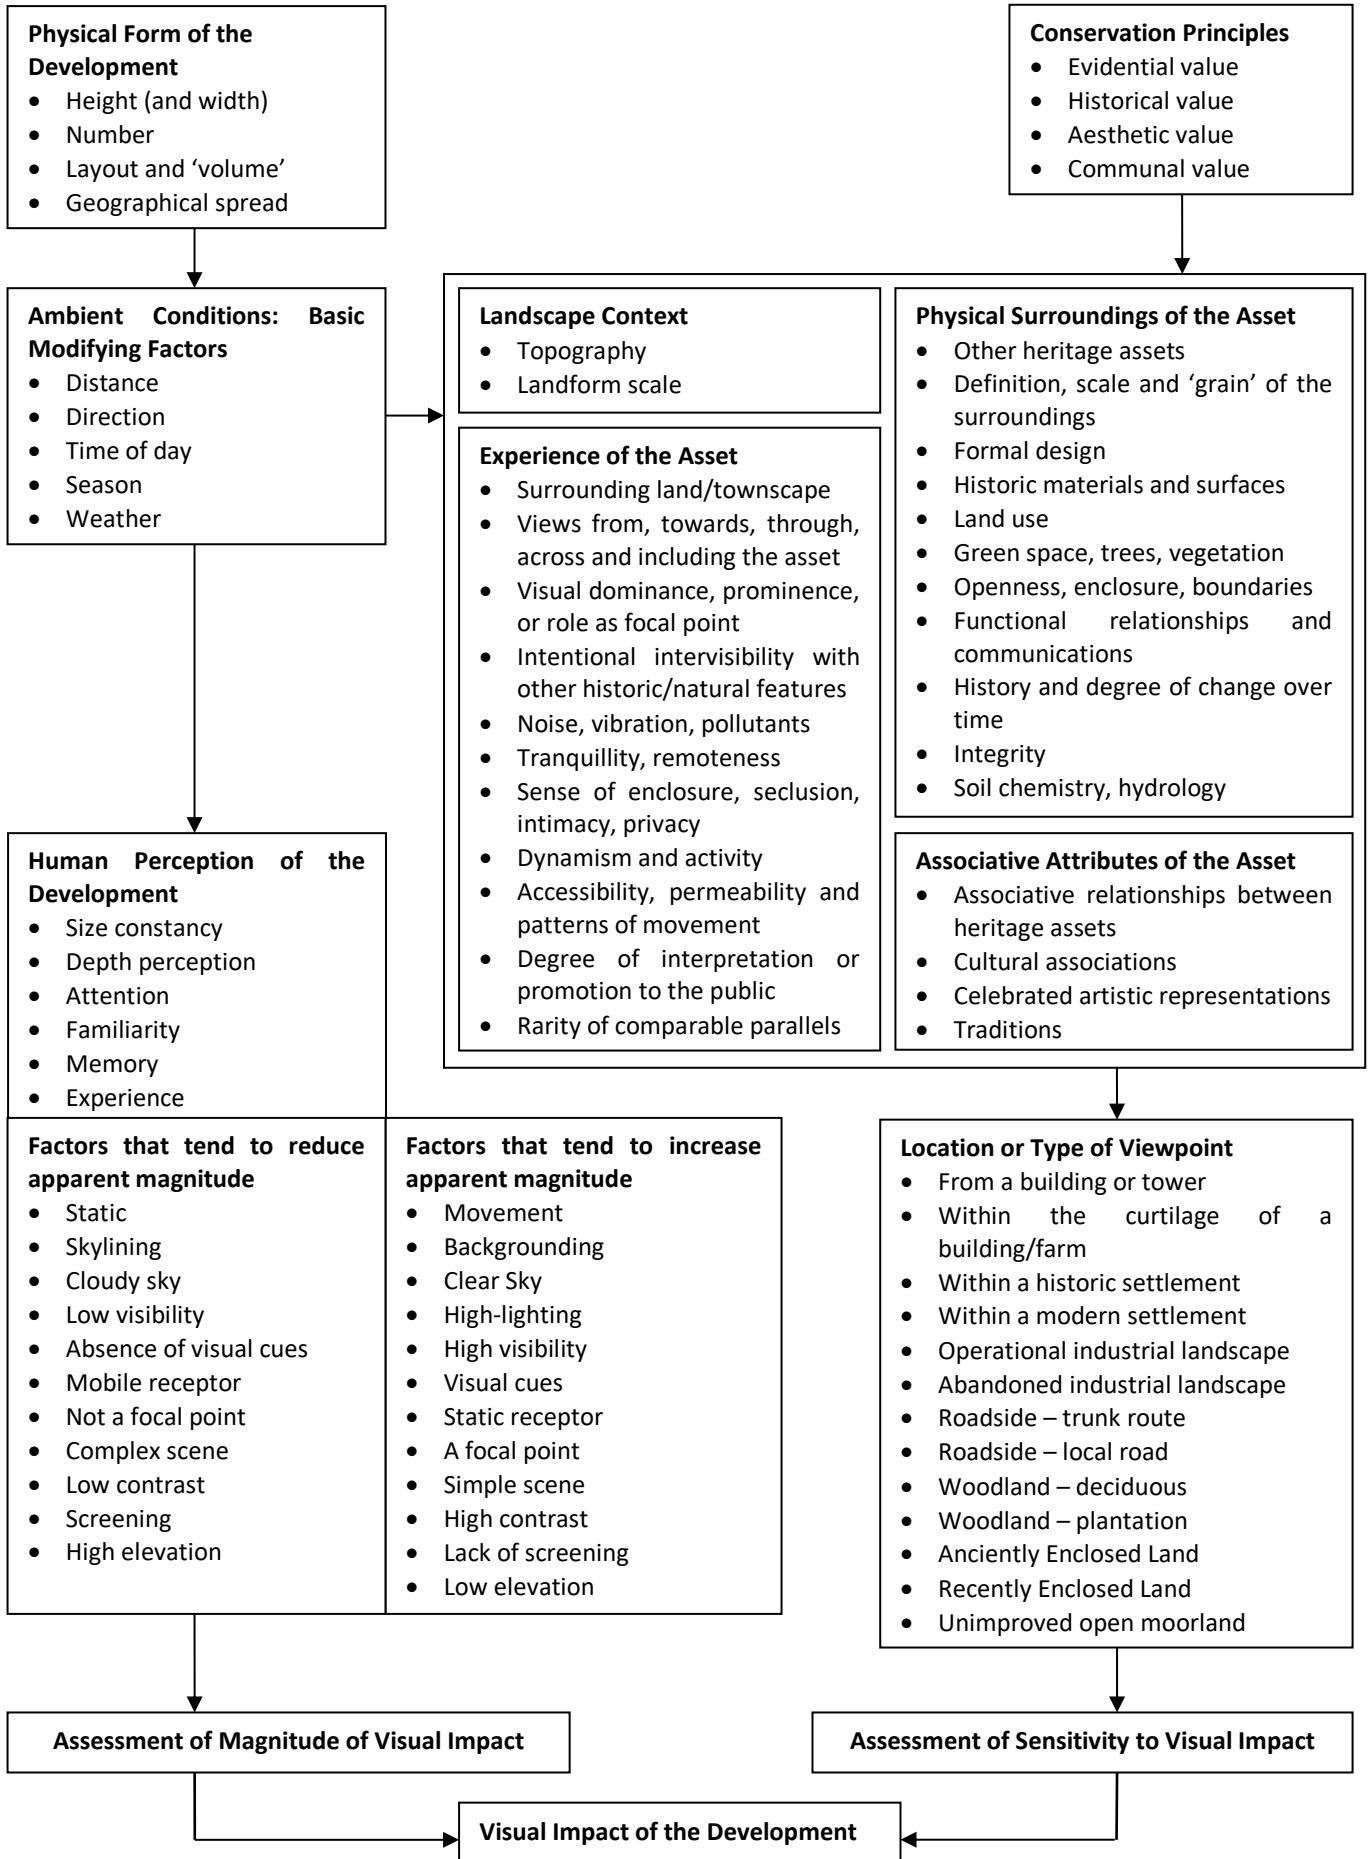 Physical Form of the
Development
• Height (and width)
• Number
• Layout and ‘volume’
• Geographical spread
Conservation Principles
• Evidential value
• Historical value
• Aesthetic value
• Communal value
Ambient Conditions: Basic
Modifying Factors
• Distance
• Direction
• Time of day
• Season
• Weather
Landscape Context
• Topography
• Landform scale
Experience of the Asset
• Surrounding land/townscape
• Views from, towards, through,
across and including the asset
• Visual dominance, prominence,
or role as focal point
• Intentional intervisibility with
other historic/natural features
• Noise, vibration, pollutants
• Tranquillity, remoteness
• Sense of enclosure, seclusion,
intimacy, privacy
• Dynamism and activity
• Accessibility, permeability and
patterns of movement
• Degree of interpretation or
promotion to the public
• Rarity of comparable parallels
Physical Surroundings of the Asset
• Other heritage assets
• Definition, scale and ‘grain’ of the
surroundings
• Formal design
• Historic materials and surfaces
• Land use
• Green space, trees, vegetation
• Openness, enclosure, boundaries
• Functional relationships and
communications
• History and degree of change over
time
• Integrity
• Soil chemistry, hydrology
Associative Attributes of the Asset
• Associative relationships between
heritage assets
• Cultural associations
• Celebrated artistic representations
• Traditions
Human Perception of the
Development
• Size constancy
• Depth perception
• Attention
• Familiarity
• Memory
• Experience
Factors that tend to reduce
apparent magnitude
• Static
• Skylining
• Cloudy sky
• Low visibility
• Absence of visual cues
• Mobile receptor
• Not a focal point
• Complex scene
• Low contrast
• Screening
• High elevation
Factors that tend to increase
apparent magnitude
• Movement
• Backgrounding
• Clear Sky
• High-lighting
• High visibility
• Visual cues
• Static receptor
• A focal point
• Simple scene
• High contrast
• Lack of screening
• Low elevation
Location or Type of Viewpoint
• From a building or tower
• Within the curtilage of a
building/farm
• Within a historic settlement
• Within a modern settlement
• Operational industrial landscape
• Abandoned industrial landscape
• Roadside – trunk route
• Roadside – local road
• Woodland – deciduous
• Woodland – plantation
• Anciently Enclosed Land
• Recently Enclosed Land
• Unimproved open moorland
Assessment of Magnitude of Visual Impact
Assessment of Sensitivity to Visual Impact
Visual Impact of the Development